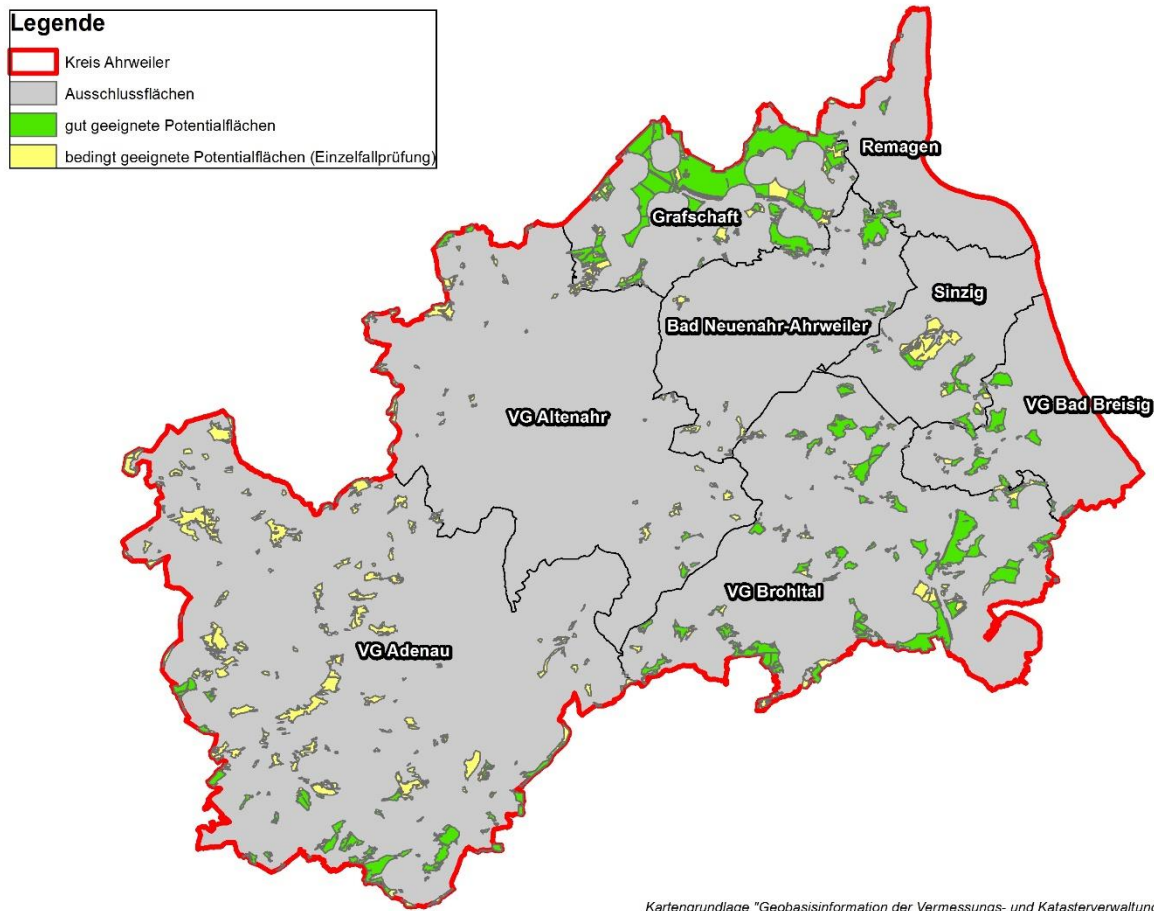 Legende
Kreis Ahrweiler
Ausschlussflächen
gut geeignete Potentialflächen
bedingt geeignete Potentialflächen (Einzelfallprüfung)
Remagen
Grafschaft
Sinzig
Bad Neuenahr-Ahrweiler
VG Bad Breisig
VG Altenahr
VG Brohltal
VG Adenau
Kartengrundlage "Geobasisinformation der Vermessungs- und Katasterverwaltung